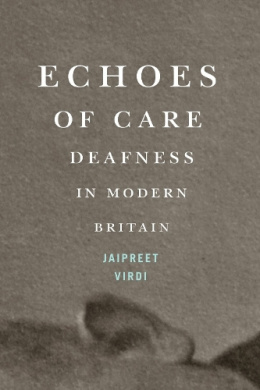 ECHOES
OF CARE
DEAFNESS
IN MODERN
BRITAIN
JAIPREET
VIRDI